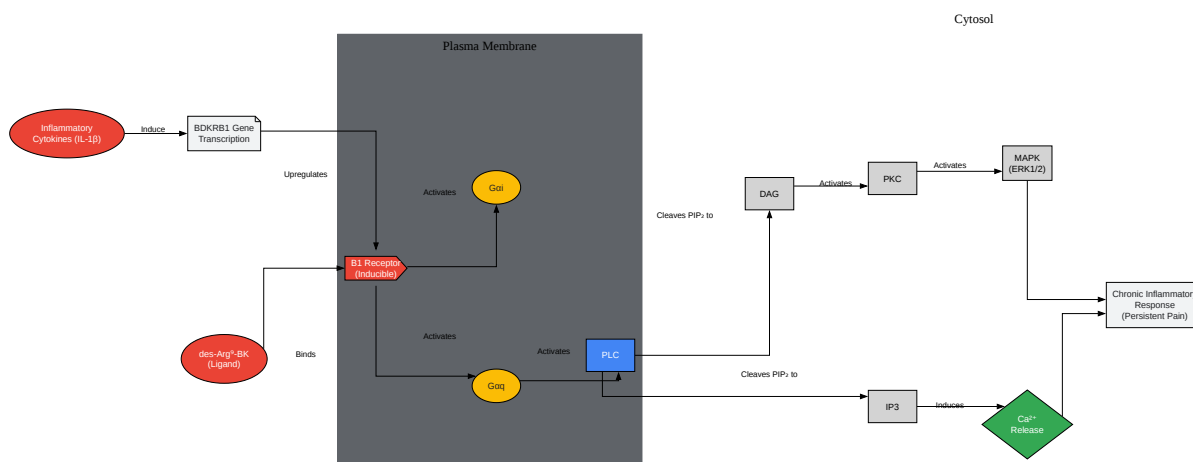 Cytosol
Plasma Membrane
Inflammatory
Cytokines (IL-1β)
Induce
BDKRB1 Gene
Transcription
Upregulates
Activates
Gαi
Cleaves PIP₂ to
DAG
Activates
PKC
Activates
MAPK
(ERK1/2)
B1 Receptor
(Inducible)
des-Arg⁹-BK
(Ligand)
Binds
Activates
Gαq
Activates
PLC
Cleaves PIP₂ to
IP3
Induces
Ca²⁺
Release
Chronic Inflammator
Response
(Persistent Pain)